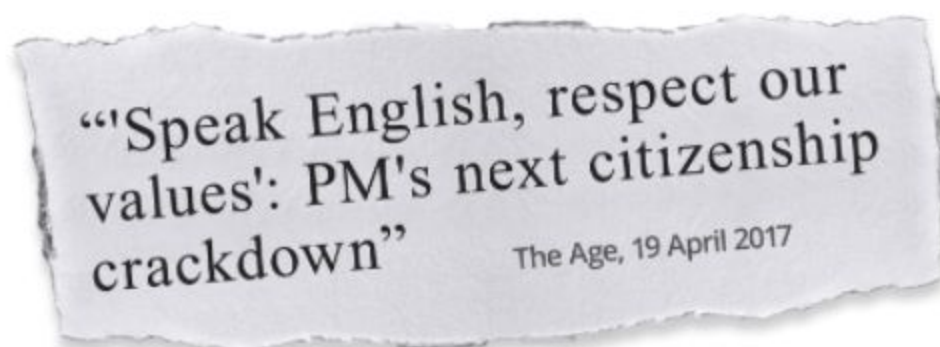 “'Speak English, respect our
values': PM's next citizenship
crackdown”
The Age, 19 April 2017